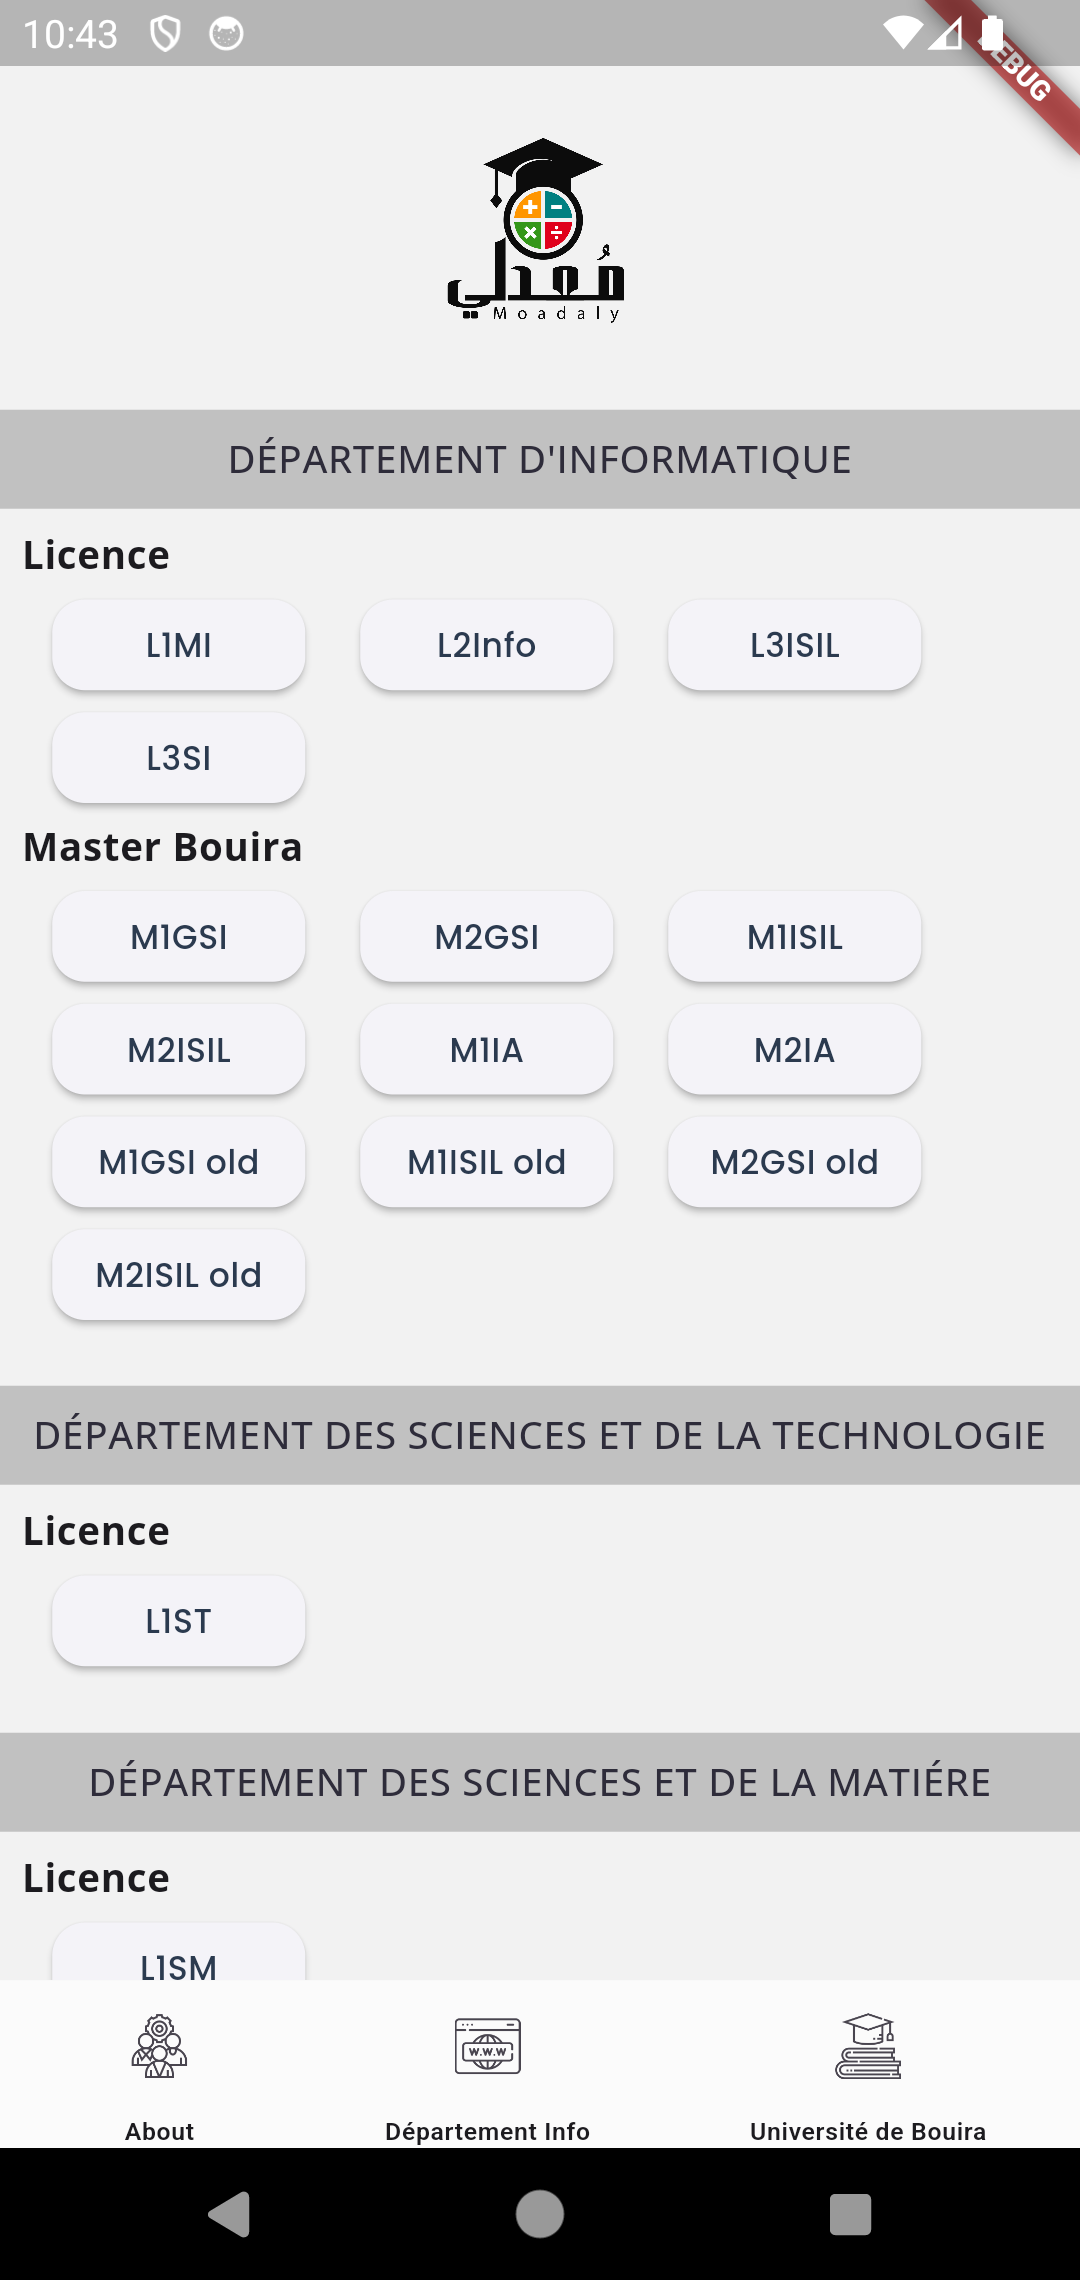 10:43
DEBUG
مُعدلي
Moadaly
DÉPARTEMENT D'INFORMATIQUE
Licence
L1MI L2Info L3ISIL
L3SI
Master Bouira
M1GSI M2GSI M1ISIL
M2ISIL M1IA M2IA
M1GSI old M1ISIL old M2GSI old
M2ISIL old
DÉPARTEMENT DES SCIENCES ET DE LA TECHNOLOGIE
Licence
L1ST
DÉPARTEMENT DES SCIENCES ET DE LA MATIÉRE
Licence
L1SM
W.W.W
About Département Info Université de Bouira